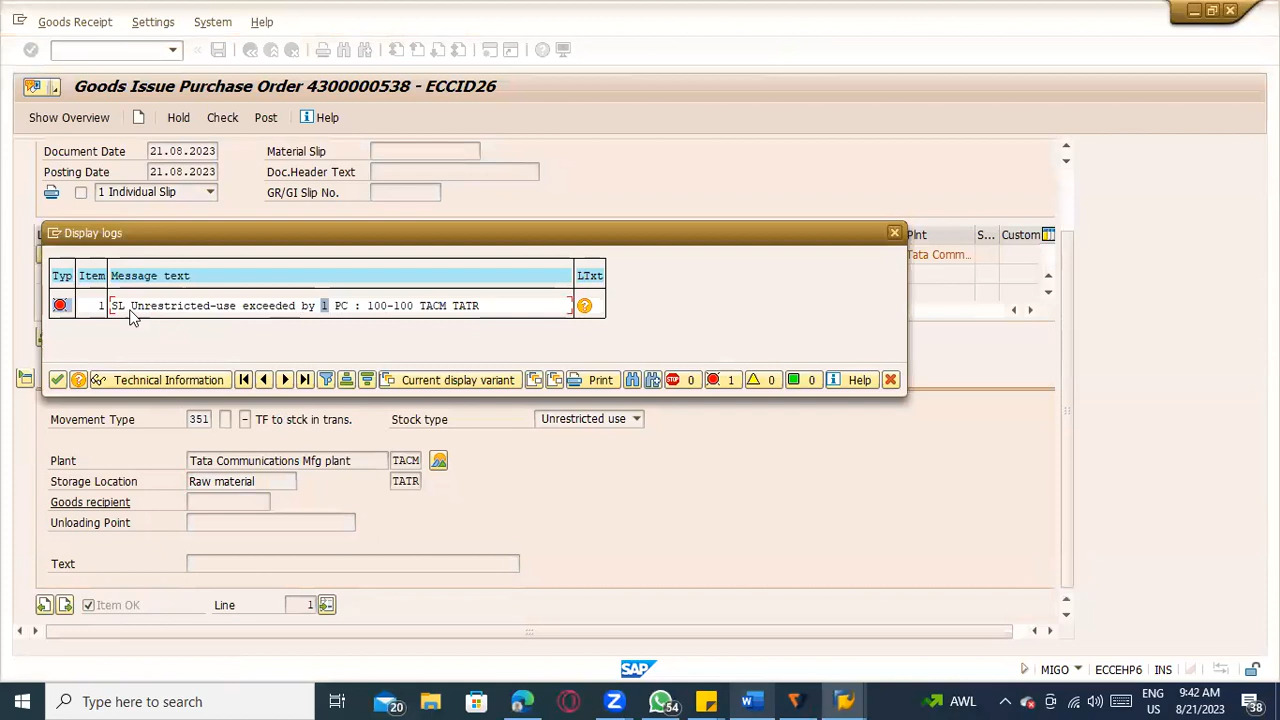 Goods Receipt Settings System Help
Goods Issue Purchase Order 4300000538 - ECCID26
Show Overview Hold Check Post Help
Document Date 21.08.2023 Material Slip
Posting Date 21.08.2023 Doc.Header Text
1 Individual Slip GR/GI Slip No.
Display logs
Plnt S... Custom
Tata Comm...
Typ Item Message text LTxt
1 SL Unrestricted-use exceeded by 1 PC : 100-100 TACM TATR
Technical Information Current display variant Print STOP 0 1 0 0 Help
Movement Type 351 - TF to stck in trans. Stock type Unrestricted use
Plant Tata Communications Mfg plant TACM
Storage Location Raw material TATR
Goods recipient
Unloading Point
Text
Item OK Line 1
SAP
MIGO ECCEHP6 INS
Type here to search 20 54 AWL ENG US 9:42 AM 8/21/2023 38